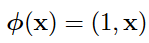 ϕ(x) = (1, x)